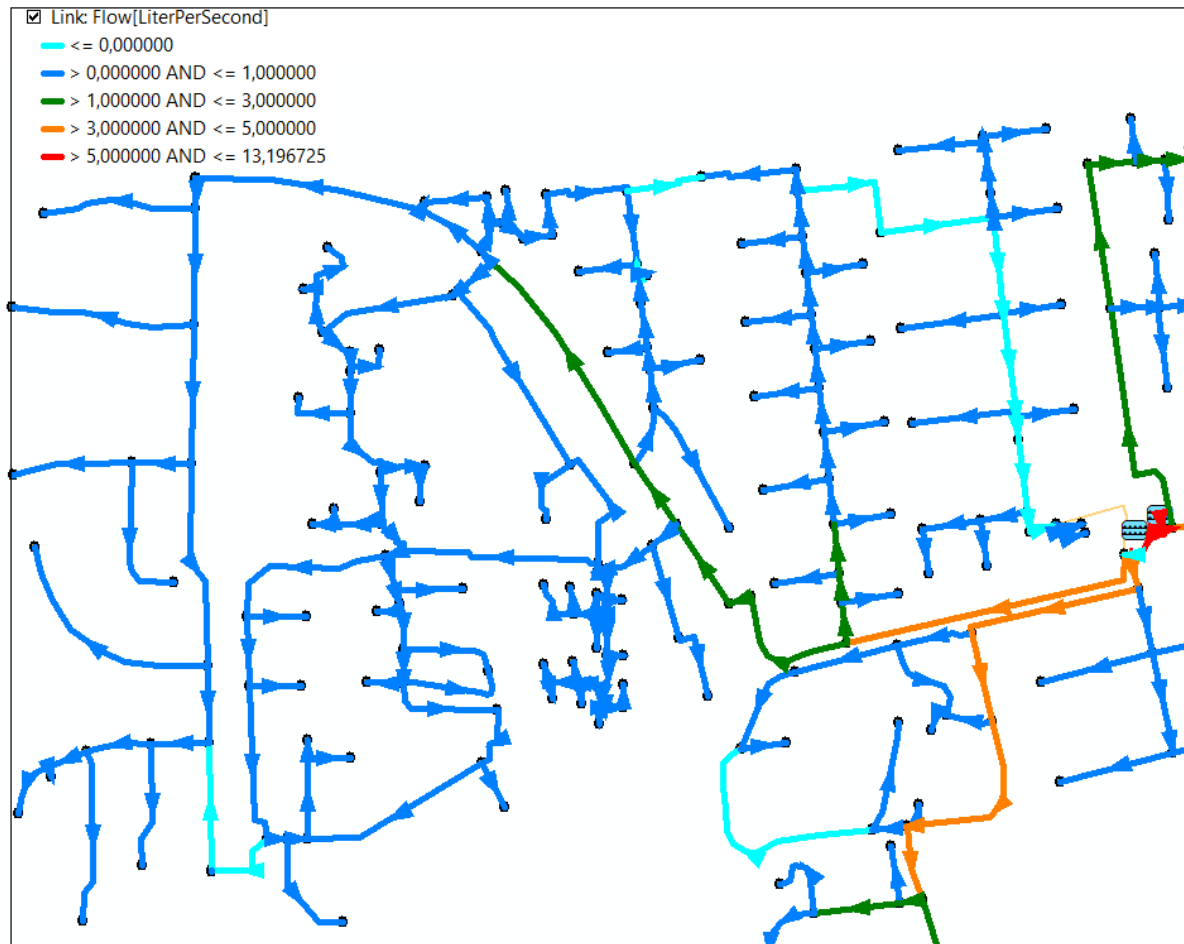 Link: Flow[LiterPerSecond]
<= 0,000000
> 0,000000 AND <= 1,000000
> 1,000000 AND <= 3,000000
> 3,000000 AND <= 5,000000
> 5,000000 AND <= 13,196725